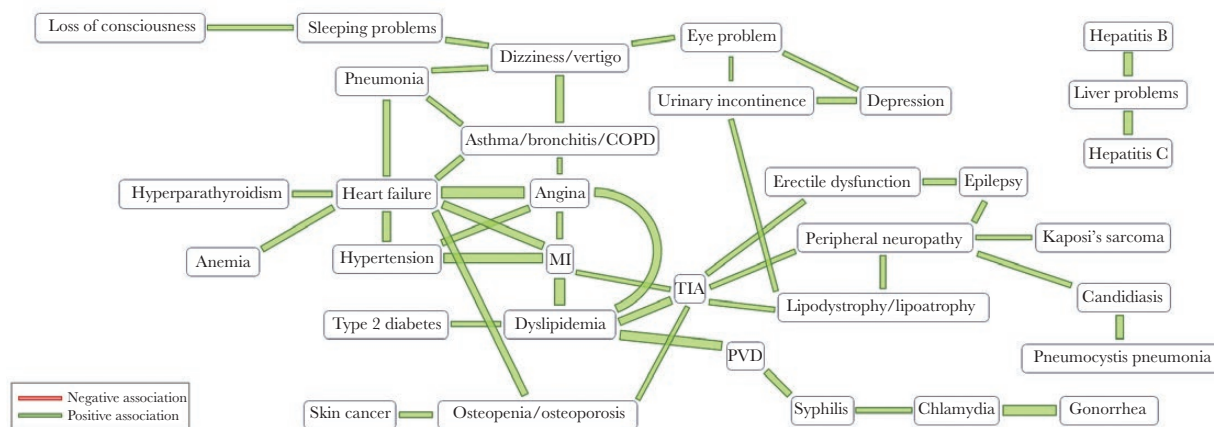 Loss of consciousness
Sleeping problems
Eye problem
Hepatitis B
Dizziness/vertigo
Pneumonia
Urinary incontinence
Depression
Liver problems
Asthma/bronchitis/COPD
Hepatitis C
Hyperparathyroidism
Heart failure
Angina
Erectile dysfunction
Epilepsy
Peripheral neuropathy
Kaposi's sarcoma
Anemia
Hypertension
MI
TIA
Candidiasis
Lipodystrophy/lipoatrophy
Type 2 diabetes
Dyslipidemia
PVD
Pneumocystis pneumonia
Negative association
Positive association
Skin cancer
Osteopenia/osteoporosis
Syphilis
Chlamydia
Gonorrhea